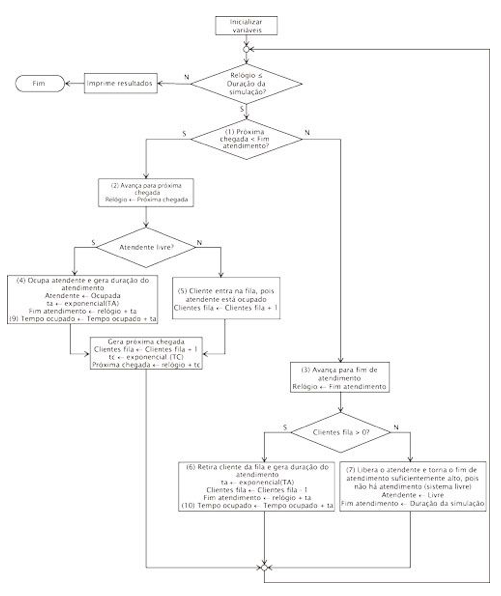 Inicializar
variáveis
Relógio ≤
Duração da
simulação?
N
Imprime resultados
Fim
S
(1) Próxima
chegada < Fim
atendimento?
S
N
(2) Avança para próxima
chegada
Relógio ← Próxima chegada
Atendente livre?
S
N
(4) Ocupa atendente e gera duração do
atendimento
Atendente ← Ocupada
ta ← exponencial(TA)
Fim atendimento ← relógio + ta
(9) Tempo ocupado ← Tempo ocupado + ta
(5) Cliente entra na fila, pois
atendente está ocupado
Clientes fila ← Clientes fila + 1
Gera próxima chegada
Clientes fila ← Clientes fila + 1
tc ← exponencial (TC)
Próxima chegada ← relógio + tc
(3) Avança para fim de
atendimento
Relógio ← Fim atendimento
Clientes fila > 0?
S
N
(6) Retira cliente da fila e gera duração do
atendimento
ta ← exponencial(TA)
Clientes fila ← Clientes fila - 1
Fim atendimento ← relógio + ta
(10) Tempo ocupado ← Tempo ocupado + ta
(7) Libera o atendente e torna o fim de
atendimento suficientemente alto, pois
não há atendimento (sistema livre)
Atendente ← Livre
Fim atendimento ← Duração da simulação